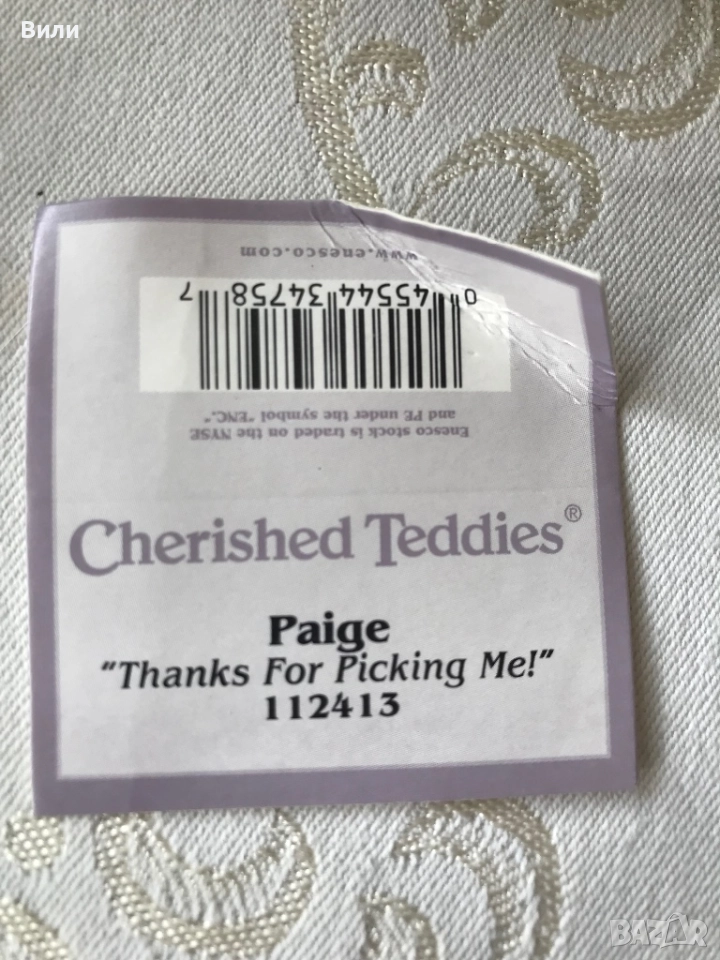 Вили
www.enesco.com
0 45544 34758 7
Enesco stock is traded on the NYSE
and PE under the symbol "ENC."
Cherished Teddies®
Paige
"Thanks For Picking Me!"
112413
BAZAR